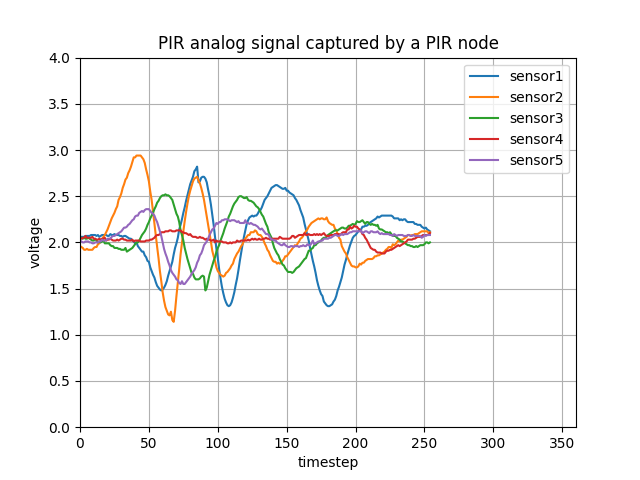 PIR analog signal captured by a PIR node
4.0
3.5
3.0
2.5
2.0
1.5
1.0
0.5
0.0
voltage
sensor1
sensor2
sensor3
sensor4
sensor5
0 50 100 150 200 250 300 350
timestep